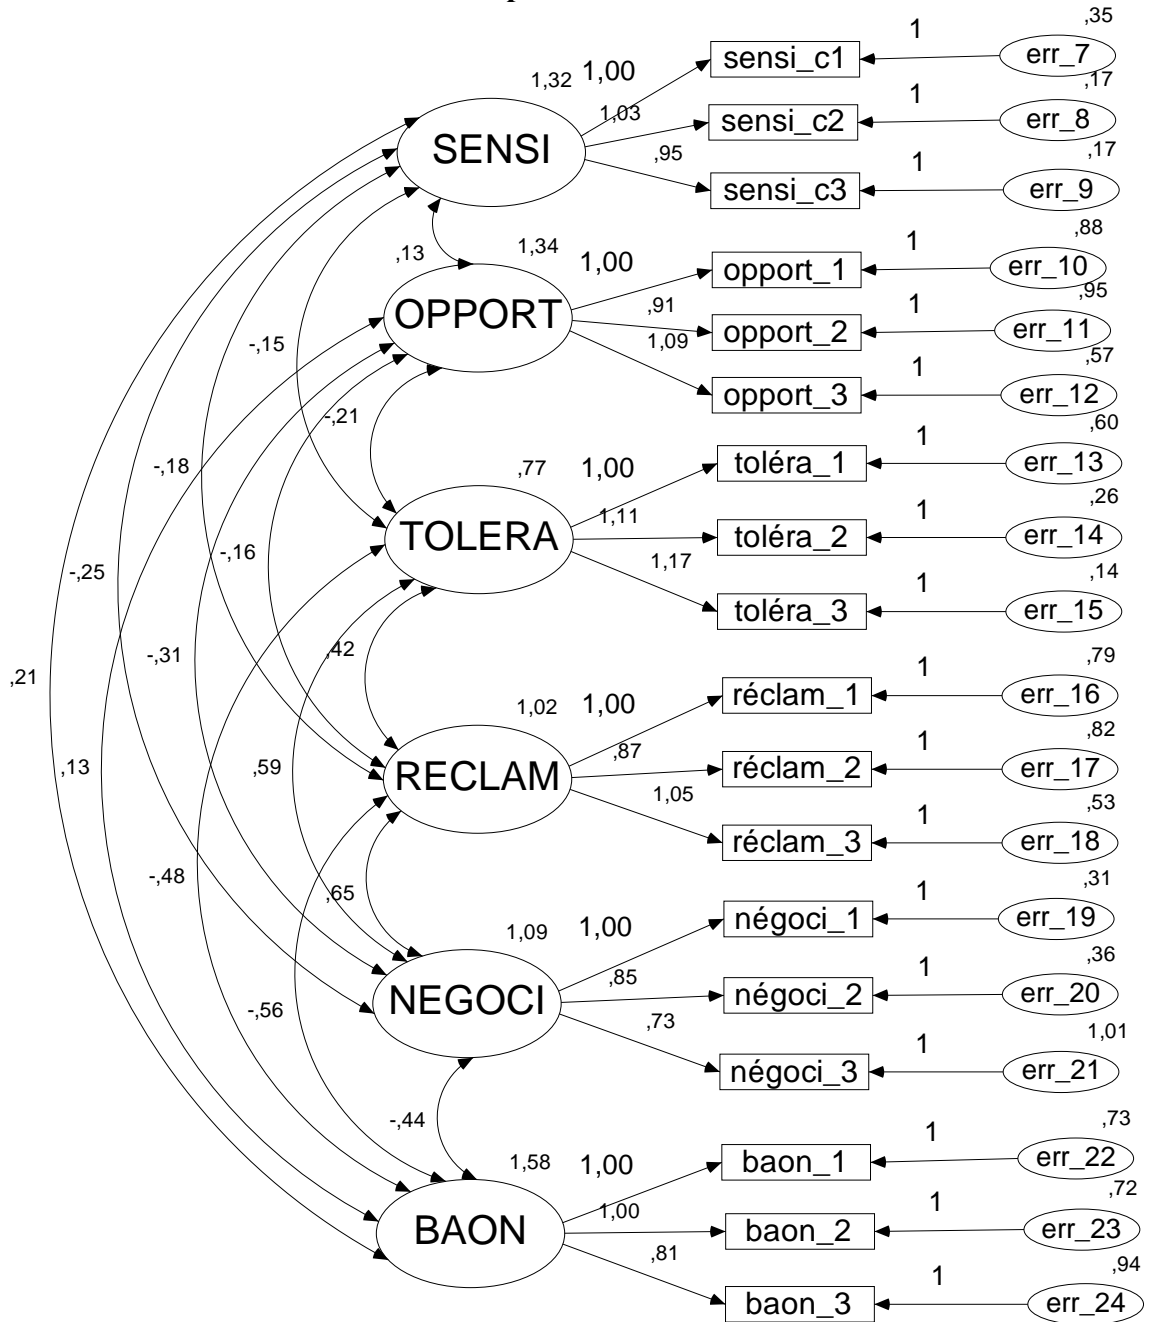 ,35
1
sensi_c1
err_7
1,32
1,00
,17
1
1,03
sensi_c2
err_8
SENSI
,95
,17
1
sensi_c3
err_9
,88
1
,13
1,34
1,00
opport_1
err_10
,95
OPPORT
,91
1
opport_2
err_11
1,09
,57
-,15
1
opport_3
err_12
-,21
,60
1
,77
1,00
toléra_1
err_13
-,18
,26
1
1,11
TOLERA
toléra_2
err_14
-,16
1,17
,14
-,25
1
toléra_3
err_15
,42
-,31
,79
,21
1
1,02
1,00
réclam_1
err_16
,82
,13
,59
RECLAM
,87
1
réclam_2
err_17
1,05
,53
1
réclam_3
err_18
-,48
,65
,31
1
1,09
1,00
négoci_1
err_19
,36
NEGOCI
,85
1
négoci_2
err_20
-,56
,73
1,01
1
négoci_3
err_21
-,44
,73
1
1,58
1,00
baon_1
err_22
,72
1
1,00
BAON
baon_2
err_23
,81
,94
1
baon_3
err_24